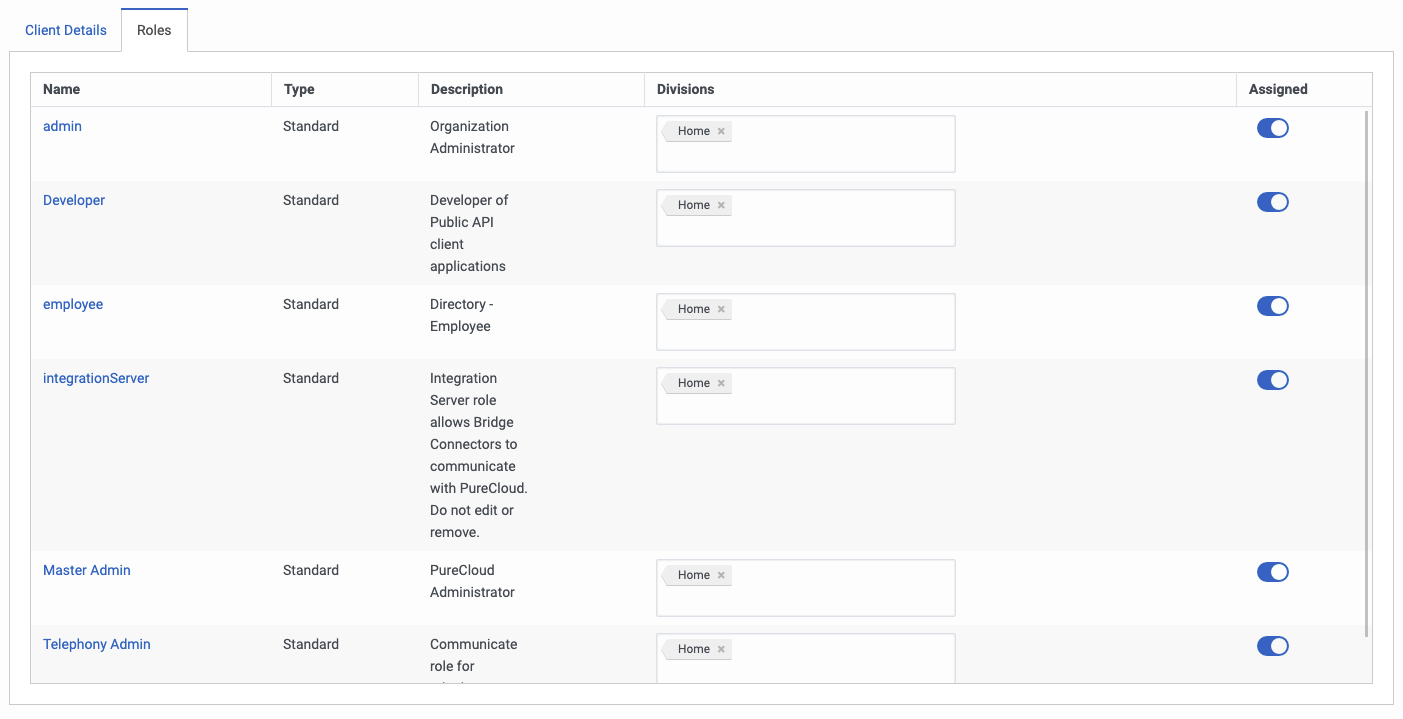 Client Details
Roles
Name
Type
Description
Divisions
Assigned
admin
Standard
Organization
Administrator
Home ×
Developer
Standard
Developer of
Public API
client
applications
Home ×
employee
Standard
Directory -
Employee
Home ×
integrationServer
Standard
Integration
Server role
allows Bridge
Connectors to
communicate
with PureCloud.
Do not edit or
remove.
Home ×
Master Admin
Standard
PureCloud
Administrator
Home ×
Telephony Admin
Standard
Communicate
role for
Home ×